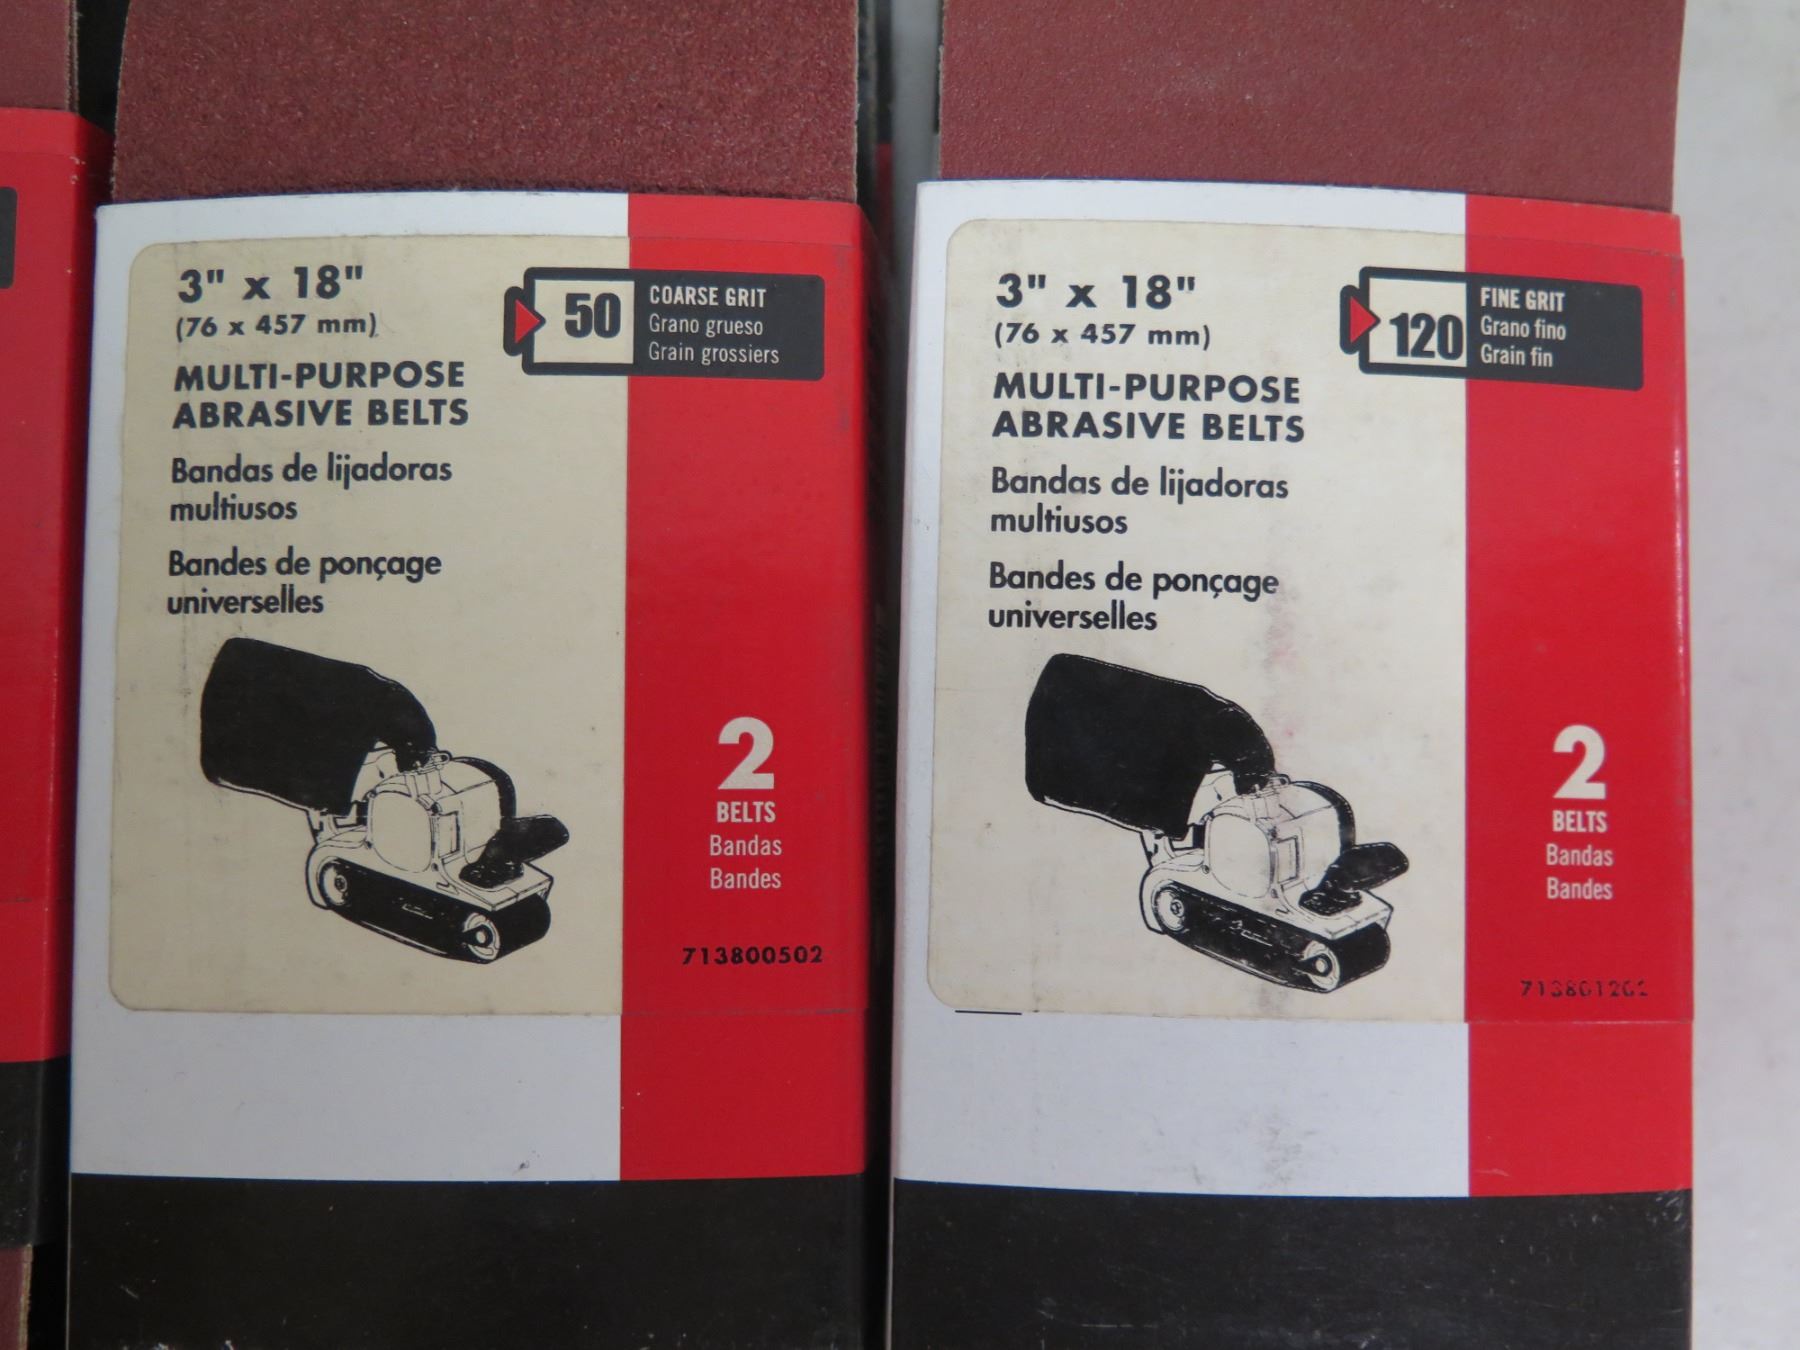 3" x 18"
(76 x 457 mm)
MULTI-PURPOSE
ABRASIVE BELTS
Bandas de lijadoras
multiusos
Bandes de ponçage
universelles
50
COARSE GRIT
Grano grueso
Grain grossiers
2
BELTS
Bandas
Bandes
713800502
3" x 18"
(76 x 457 mm)
MULTI-PURPOSE
ABRASIVE BELTS
Bandas de lijadoras
multiusos
Bandes de ponçage
universelles
120
FINE GRIT
Grano fino
Grain fin
2
BELTS
Bandas
Bandes
713801202